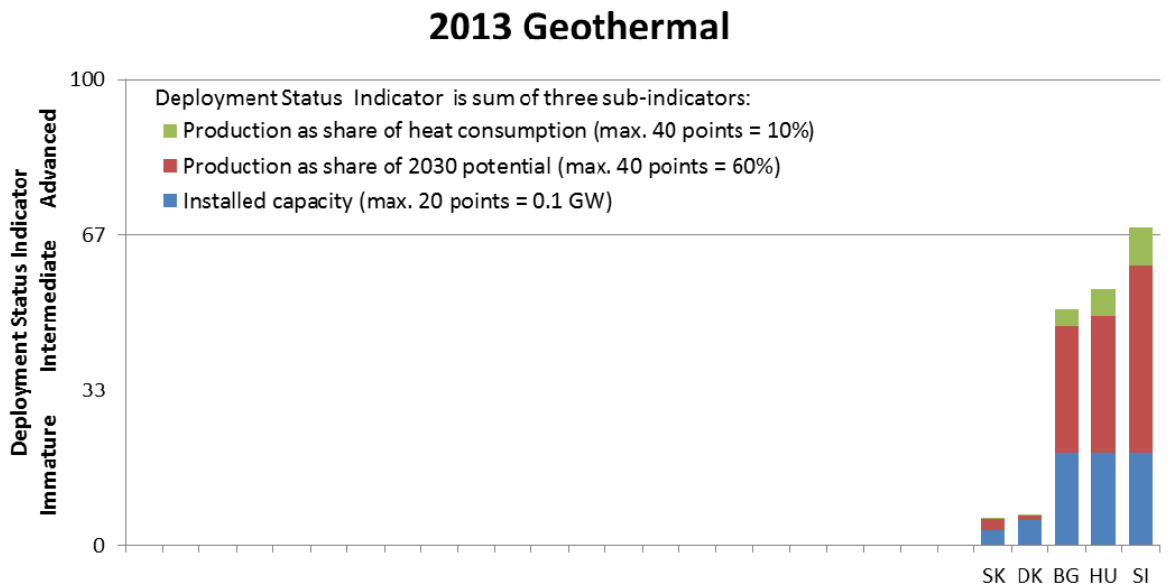 2013 Geothermal
100
Deployment Status Indicator is sum of three sub-indicators:
Production as share of heat consumption (max. 40 points = 10%)
Production as share of 2030 potential (max. 40 points = 60%)
Installed capacity (max. 20 points = 0.1 GW)
67
33
0
Deployment Status Indicator
Immature Intermediate Advanced
SK DK BG HU SI